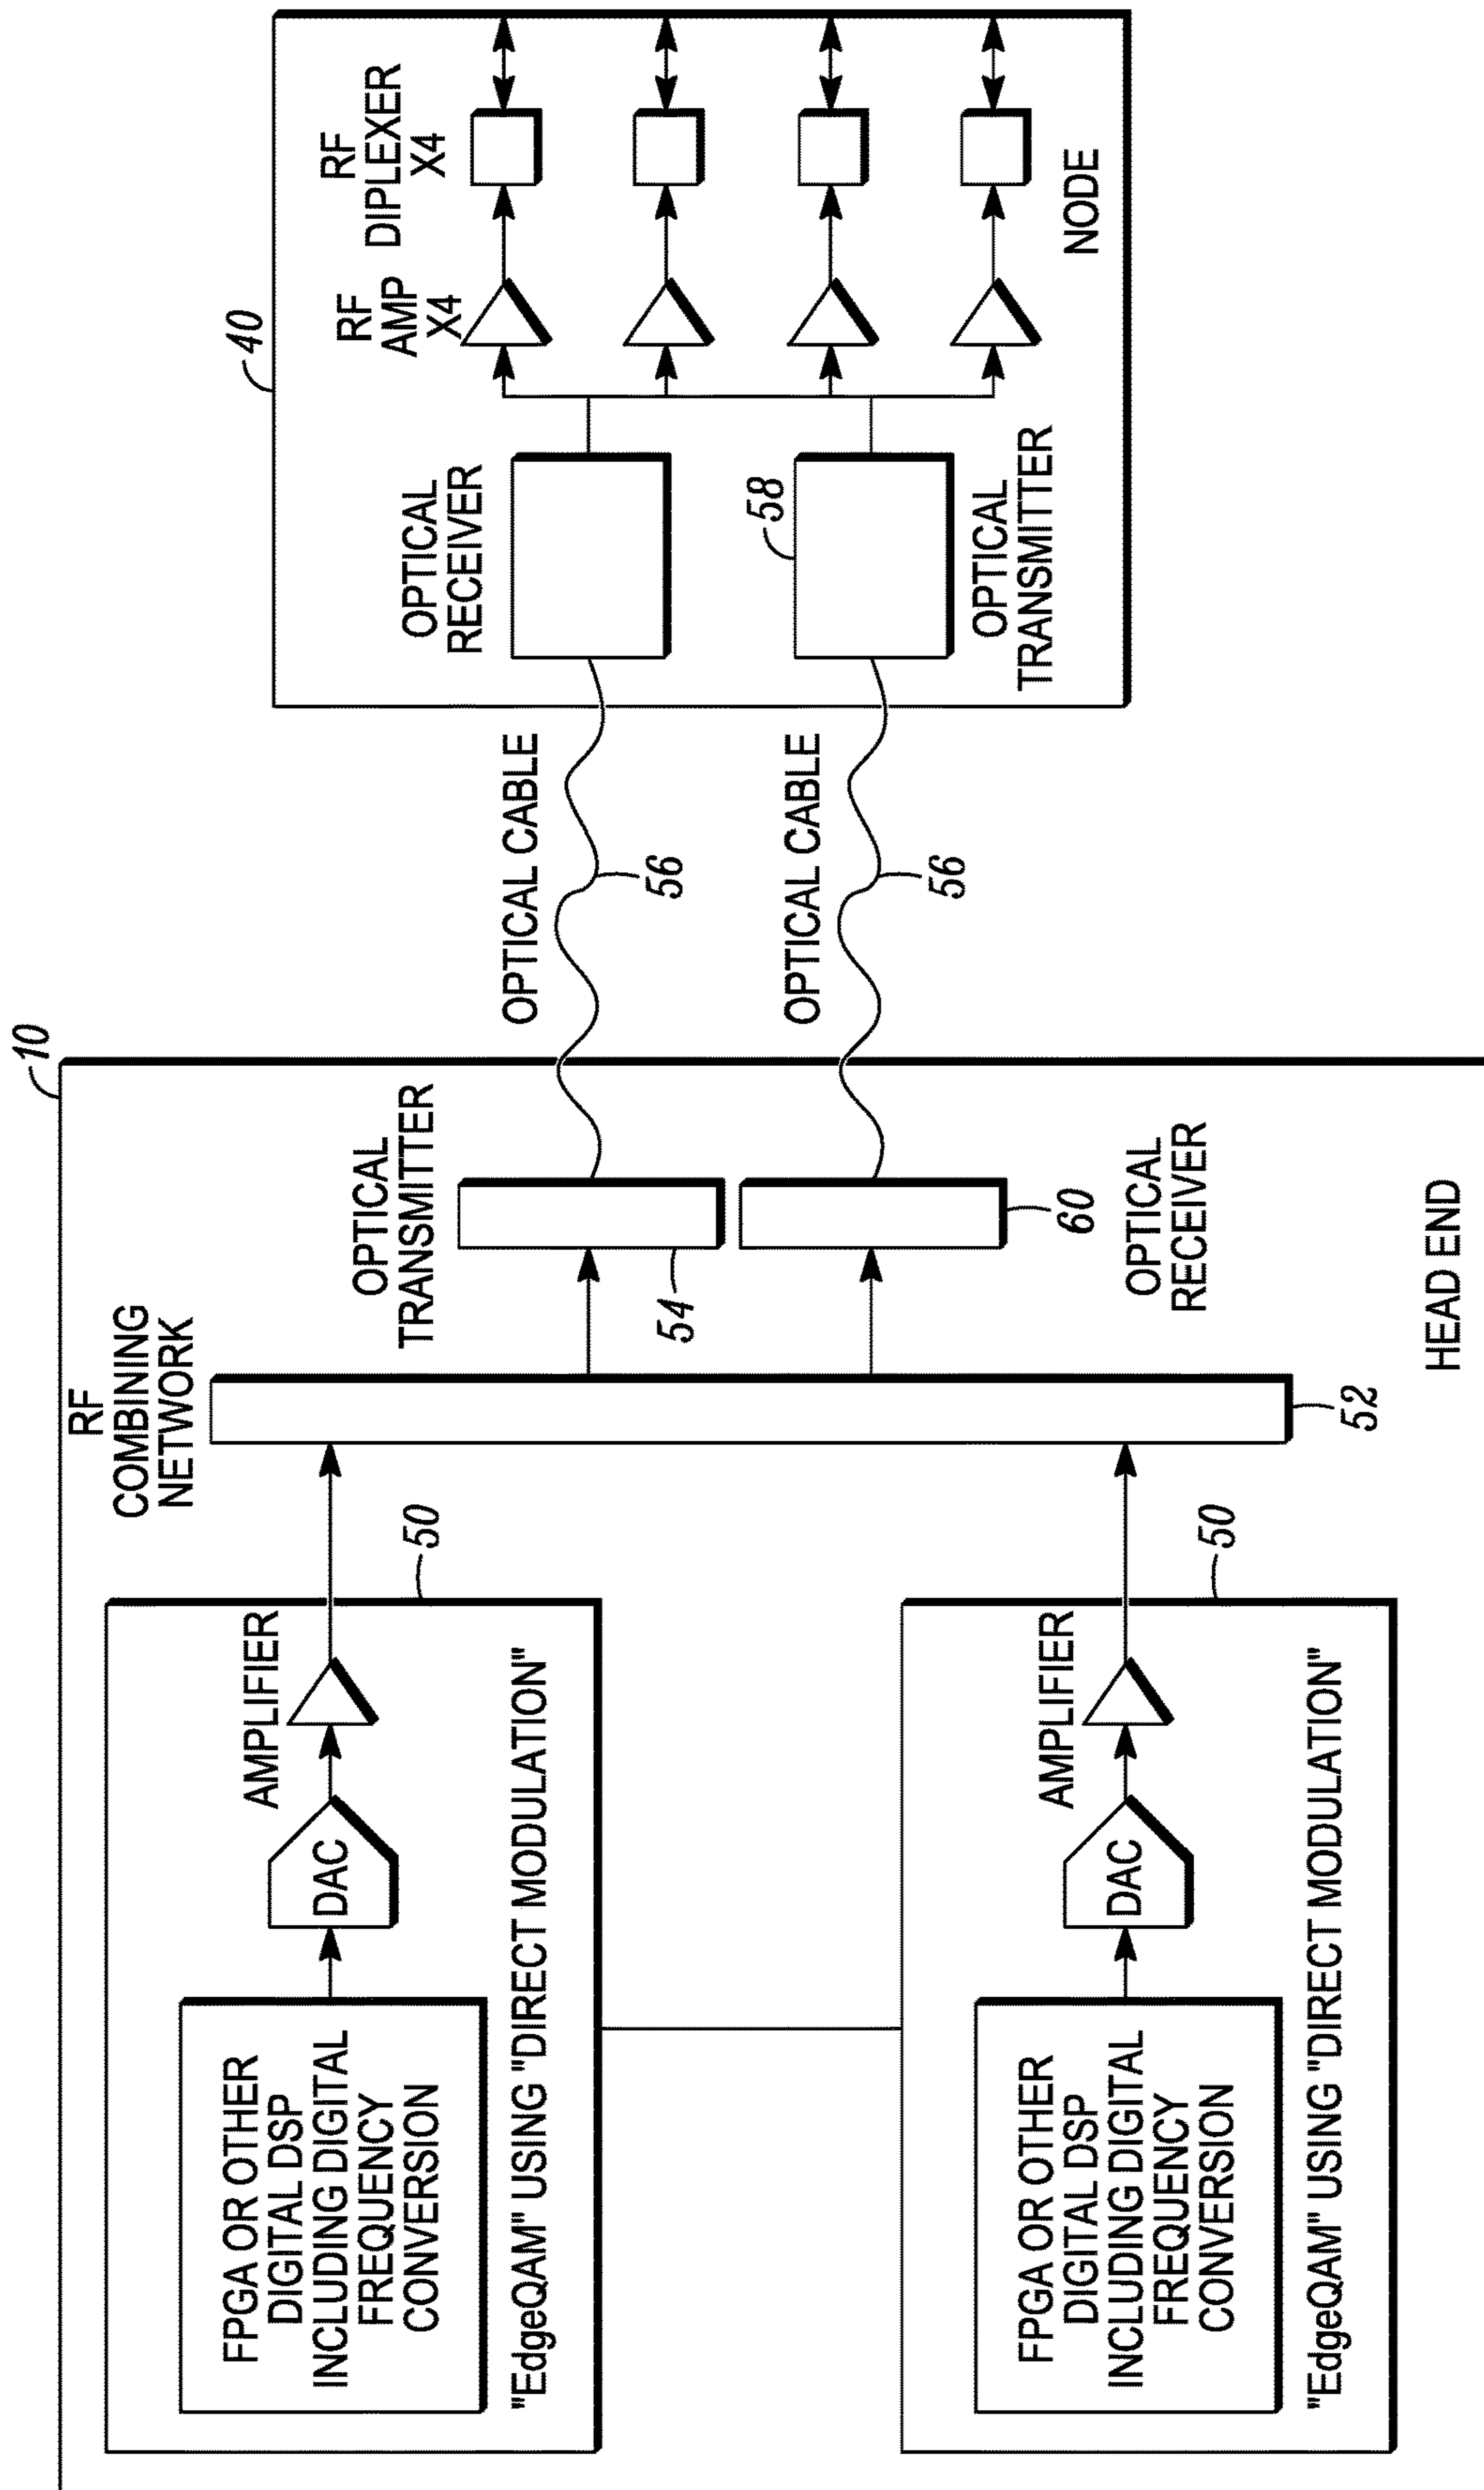 10
HEAD END
"EdgeQAM" USING "DIRECT MODULATION"
50
FPGA OR OTHER
DIGITAL DSP
INCLUDING DIGITAL
FREQUENCY
CONVERSION
DAC
AMPLIFIER
"EdgeQAM" USING "DIRECT MODULATION"
50
FPGA OR OTHER
DIGITAL DSP
INCLUDING DIGITAL
FREQUENCY
CONVERSION
DAC
AMPLIFIER
RF
COMBINING
NETWORK
52
OPTICAL
TRANSMITTER
54
OPTICAL
RECEIVER
60
OPTICAL CABLE
56
OPTICAL CABLE
56
40
NODE
OPTICAL
RECEIVER
58
OPTICAL
TRANSMITTER
RF
AMP
X4
RF
DIPLEXER
X4